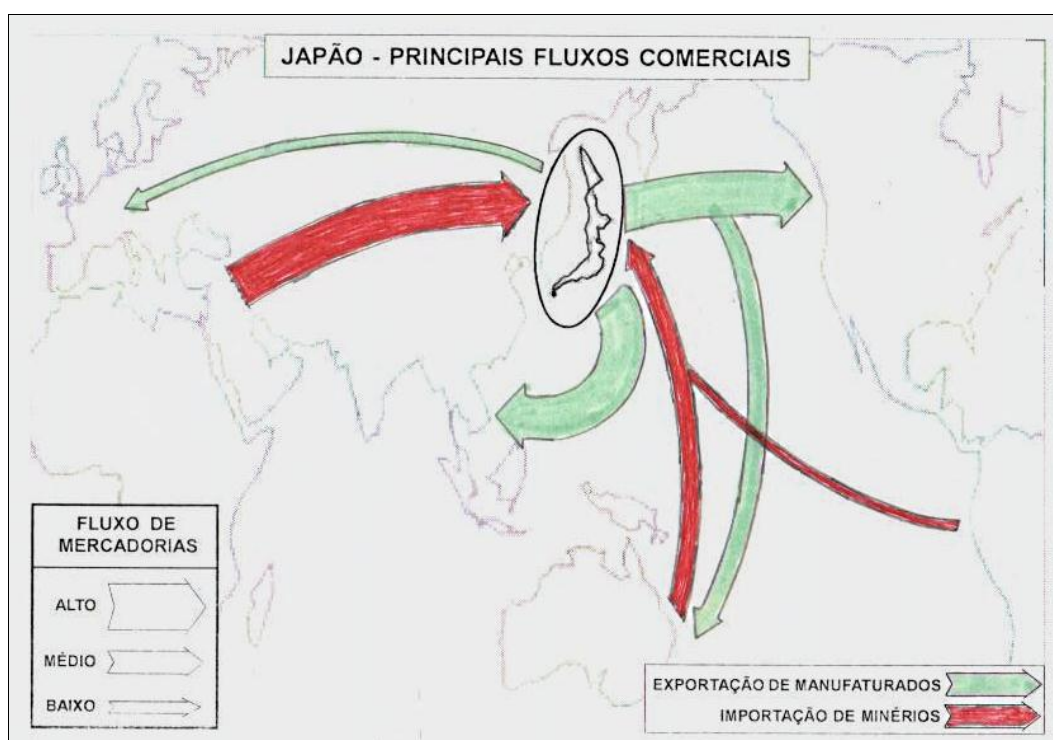 JAPÃO - PRINCIPAIS FLUXOS COMERCIAIS
FLUXO DE
MERCADORIAS
ALTO
MÉDIO
BAIXO
EXPORTAÇÃO DE MANUFATURADOS
IMPORTAÇÃO DE MINÉRIOS